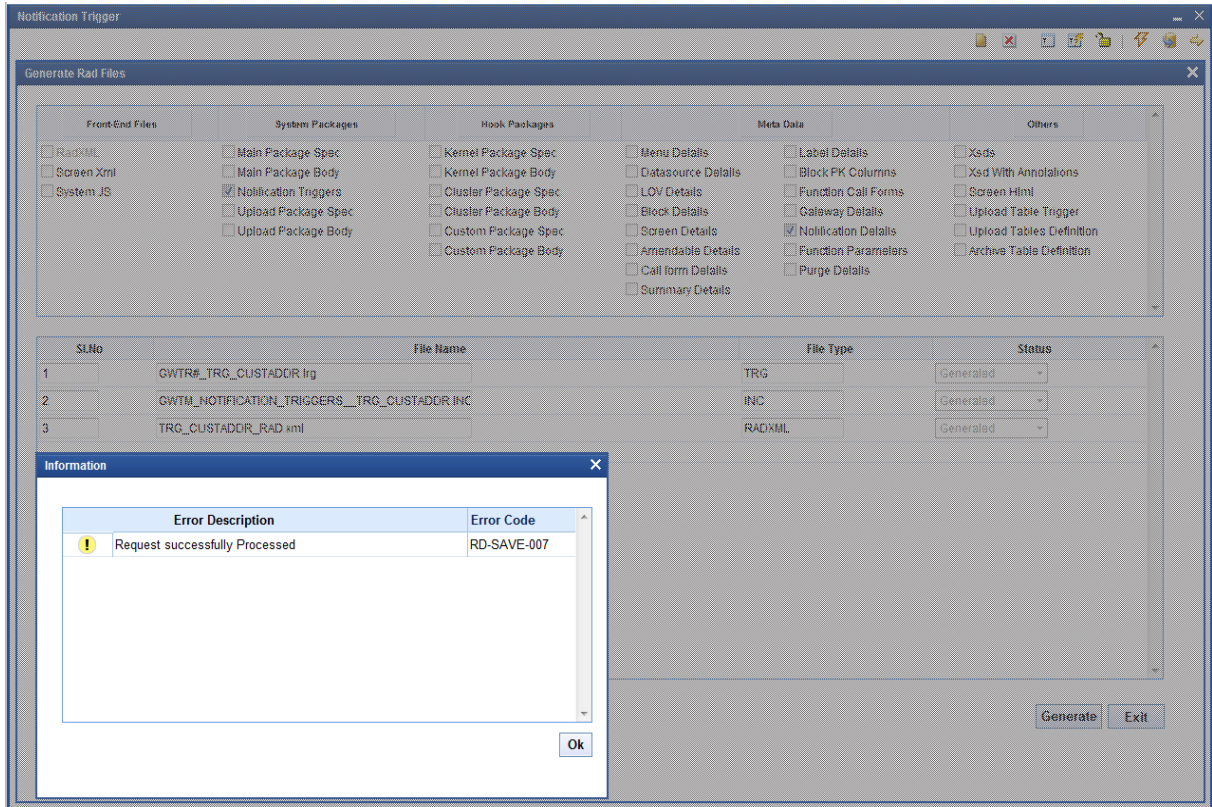 Notification Trigger
Generate Rad Files
Front-End Files System Packages Hook Packages Meta Data Others
RadXML Main Package Spec Kernel Package Spec Menu Details Label Details Xsds
Screen Xml Main Package Body Kernel Package Body Datasource Details Block PK Columns Xsd With Annotations
System JS Notification Triggers Cluster Package Spec LOV Details Function Call Forms Screen Html
Upload Package Spec Cluster Package Body Block Details Gateway Details Upload Table Trigger
Upload Package Body Custom Package Spec Screen Details Notification Details Upload Tables Definition
Custom Package Body Amendable Details Function Parameters Archive Table Definition
Call form Details Purge Details
Summary Details
Sl.No File Name File Type Status
1 GWTR#_TRG_CUSTADDR.trg TRG Generated
2 GWTM_NOTIFICATION_TRIGGERS__TRG_CUSTADDR.INC INC Generated
3 TRG_CUSTADDR_RAD.xml RADXML Generated
Information
Error Description Error Code
Request successfully Processed RD-SAVE-007
Ok
Generate Exit